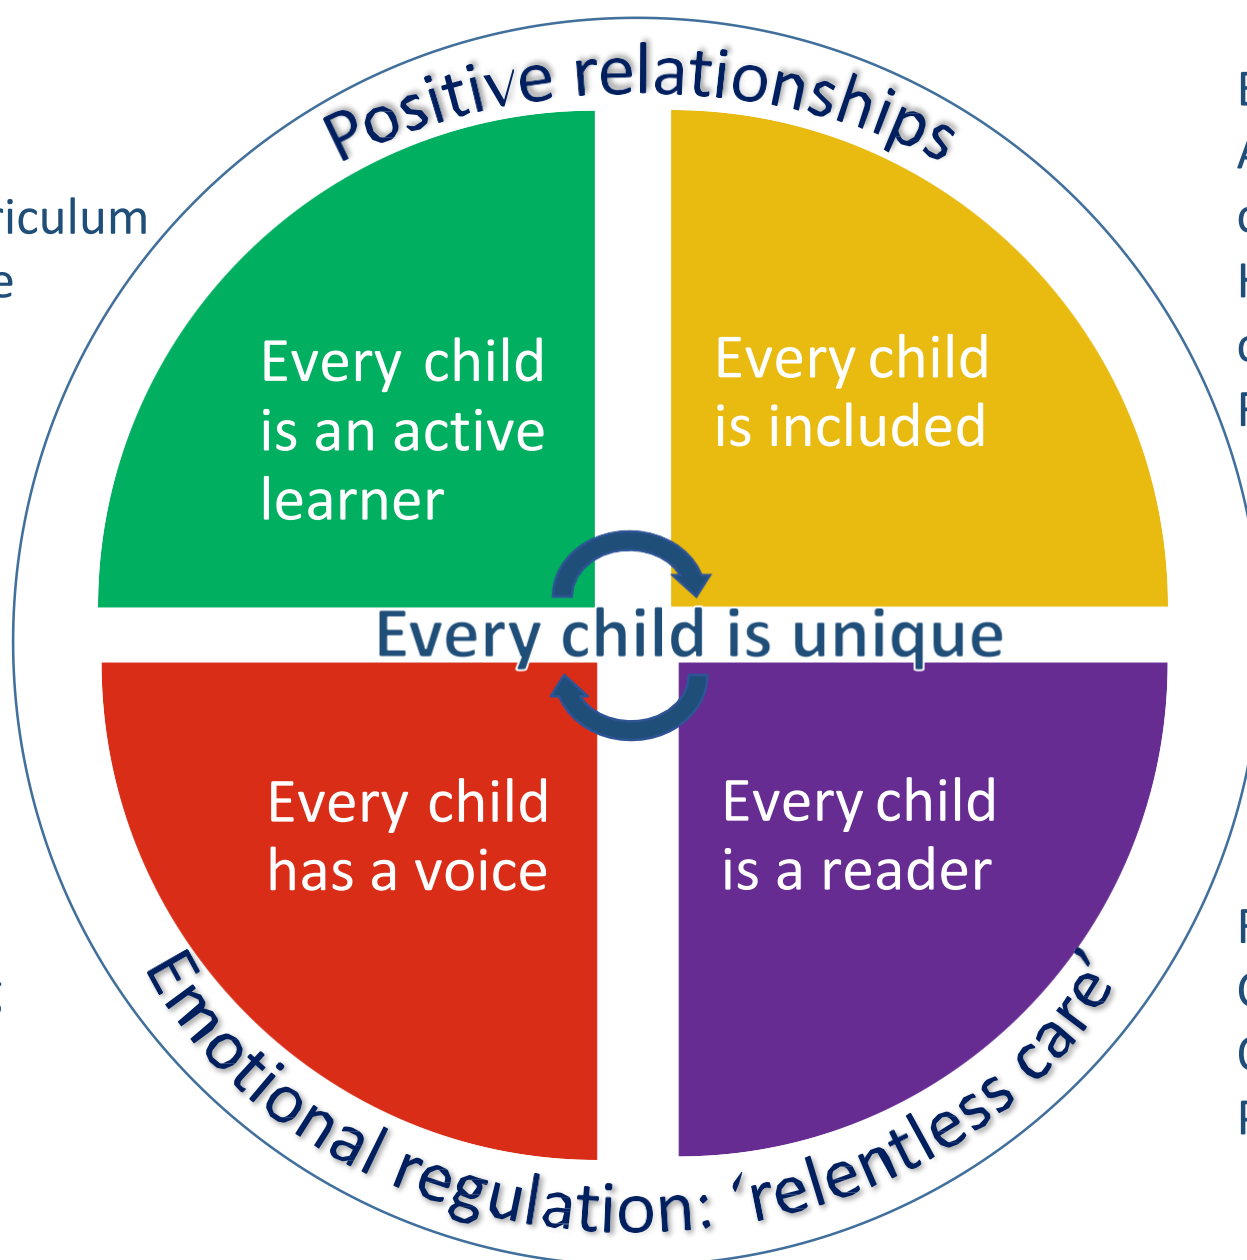 Positive relationships
Every child
is an active
learner
Every child
is included
Every child is unique
Every child
has a voice
Every child
is a reader
Emotional regulation: ‘relentless care’